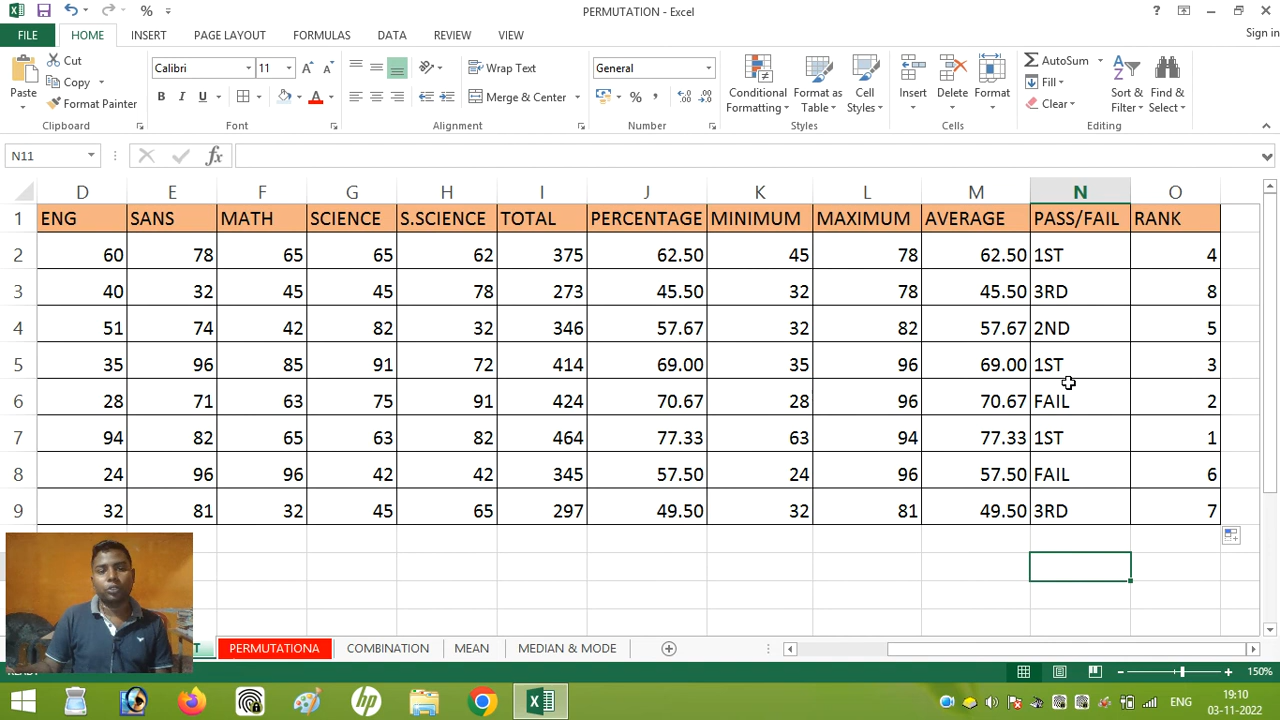 PERMUTATION - Excel
%
?
FILE HOME INSERT PAGE LAYOUT FORMULAS DATA REVIEW VIEW Sign in
Paste Cut Copy Format Painter
Calibri 11 A A
B I U A
Wrap Text
Merge & Center
General
% ,
Conditional Formatting Format as Table Cell Styles
Insert Delete Format
AutoSum Fill Clear
Sort & Filter Find & Select
Clipboard Font Alignment Number Styles Cells Editing
N11 fx
D E F G H I J K L M N O
1 ENG SANS MATH SCIENCE S.SCIENCE TOTAL PERCENTAGE MINIMUM MAXIMUM AVERAGE PASS/FAIL RANK
2 60 78 65 65 62 375 62.50 45 78 62.50 1ST 4
3 40 32 45 45 78 273 45.50 32 78 45.50 3RD 8
4 51 74 42 82 32 346 57.67 32 82 57.67 2ND 5
5 35 96 85 91 72 414 69.00 35 96 69.00 1ST 3
6 28 71 63 75 91 424 70.67 28 96 70.67 FAIL 2
7 94 82 65 63 82 464 77.33 63 94 77.33 1ST 1
8 24 96 96 42 42 345 57.50 24 96 57.50 FAIL 6
9 32 81 32 45 65 297 49.50 32 81 49.50 3RD 7
T PERMUTATIONA COMBINATION MEAN MEDIAN & MODE
150%
hp ENG 19:10
03-11-2022